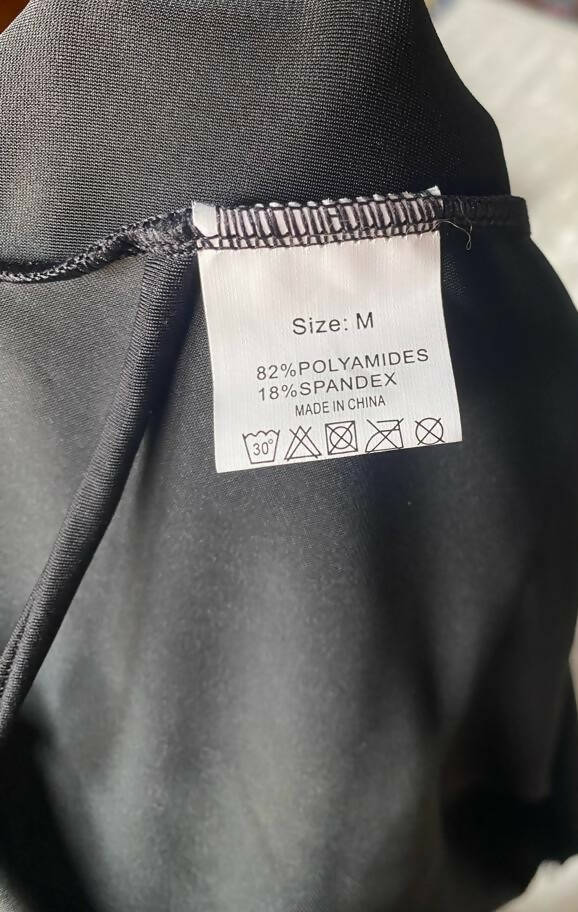 Size: M
82%POLYAMIDES
18%SPANDEX
MADE IN CHINA
30°